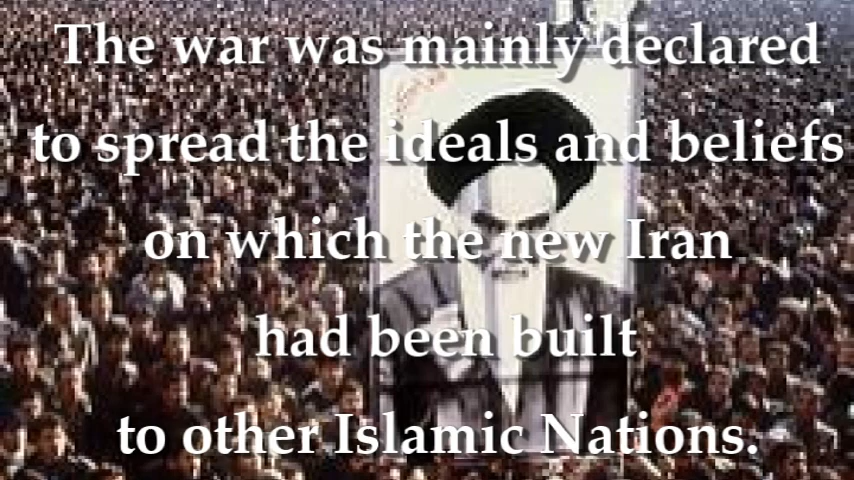 The war was mainly declared
to spread the ideals and beliefs
on which the new Iran
had been built
to other Islamic Nations.